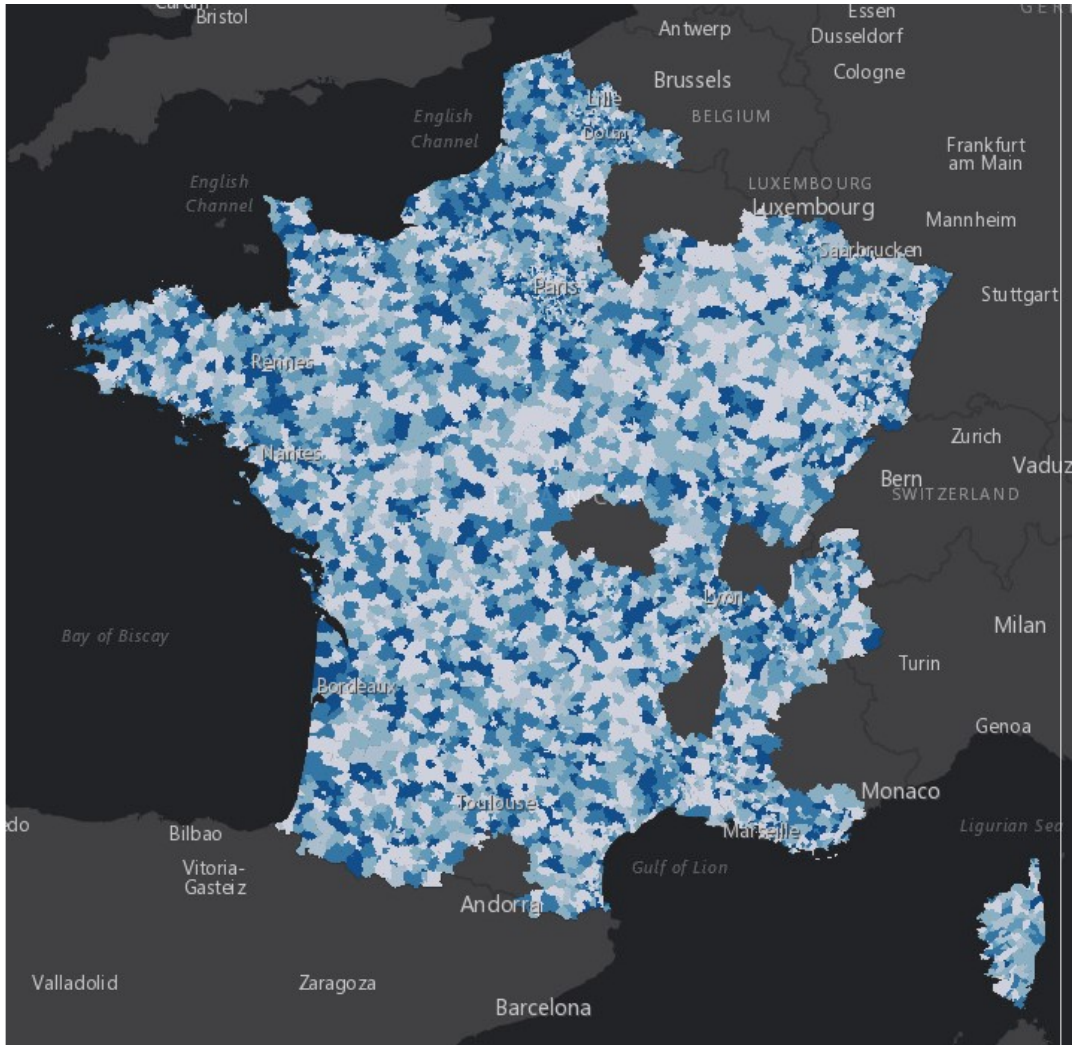 Bristol
Essen
Antwerp
Dusseldorf
Cologne
Brussels
Lille
English
Channel
BELGIUM
Douai
Frankfurt
am Main
English
Channel
LUXEMBOURG
Luxembourg
Mannheim
Saarbrucken
Paris
Stuttgart
Rennes
Zurich
Nantes
Vaduz
Bern
SWITZERLAND
Lyon
Milan
Bay of Biscay
Turin
Bordeaux
Genoa
Monaco
Toulouse
Marseille
Ligurian Sea
Bilbao
Gulf of Lion
Vitoria-
Gasteiz
Andorra
Valladolid
Zaragoza
Barcelona